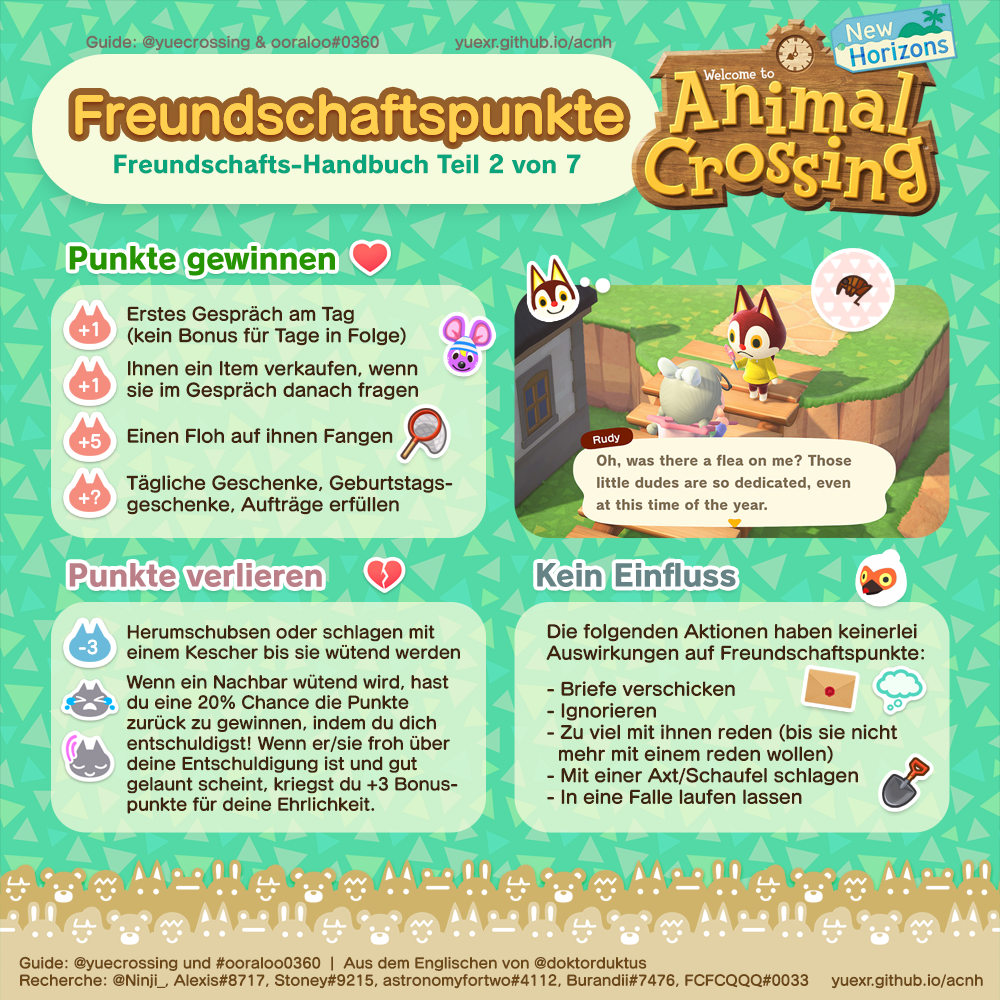 Guide: @yuecrossing & ooraloo#0360
yuexr.github.io/acnh
New
Horizons
Welcome to
Animal
Crossing
Freundschaftspunkte
Freundschafts-Handbuch Teil 2 von 7
Punkte gewinnen
+1
Erstes Gespräch am Tag
(kein Bonus für Tage in Folge)
+1
Ihnen ein Item verkaufen, wenn
sie im Gespräch danach fragen
+5
Einen Floh auf ihnen Fangen
+?
Tägliche Geschenke, Geburtstags-
geschenke, Aufträge erfüllen
Rudy
Oh, was there a flea on me? Those
little dudes are so dedicated, even
at this time of the year.
Punkte verlieren
-3
Herumschubsen oder schlagen mit
einem Kescher bis sie wütend werden
Wenn ein Nachbar wütend wird, hast
du eine 20% Chance die Punkte
zurück zu gewinnen, indem du dich
entschuldigst! Wenn er/sie froh über
deine Entschuldigung ist und gut
gelaunt scheint, kriegst du +3 Bonus-
punkte für deine Ehrlichkeit.
Kein Einfluss
Die folgenden Aktionen haben keinerlei
Auswirkungen auf Freundschaftspunkte:
- Briefe verschicken
- Ignorieren
- Zu viel mit ihnen reden (bis sie nicht
mehr mit einem reden wollen)
- Mit einer Axt/Schaufel schlagen
- In eine Falle laufen lassen
Guide: @yuecrossing und #ooraloo0360 | Aus dem Englischen von @doktorduktus
Recherche: @Ninji_, Alexis#8717, Stoney#9215, astronomyfortwo#4112, Burandii#7476, FCFCQQQ#0033
yuexr.github.io/acnh